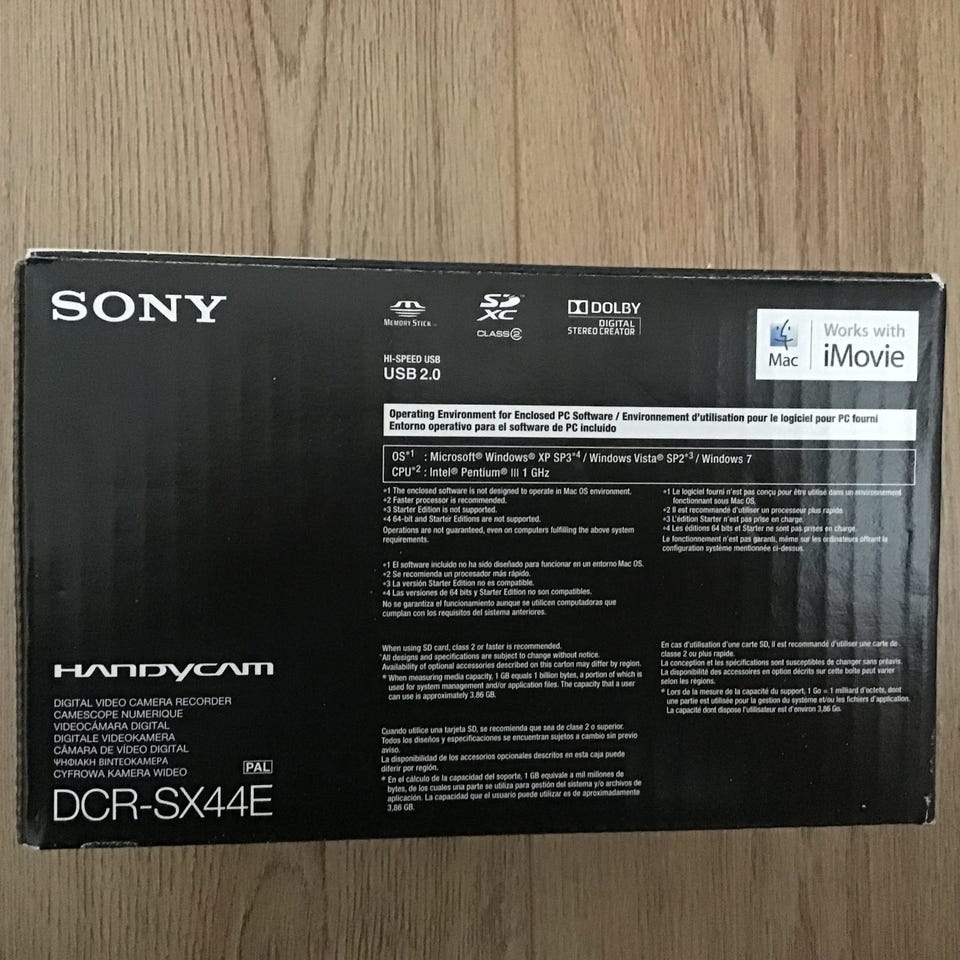 SONY
MEMORY STICK™
SD
XC
CLASS 2
DOLBY
DIGITAL
STEREO CREATOR
HI-SPEED USB
USB 2.0
Mac
Works with
iMovie
Operating Environment for Enclosed PC Software / Environnement d'utilisation pour le logiciel pour PC fourni
Entorno operativo para el software de PC incluido
OS*1 : Microsoft® Windows® XP SP3*4 / Windows Vista® SP2*3 / Windows 7
CPU*2 : Intel® Pentium® III 1 GHz
*1 The enclosed software is not designed to operate in Mac OS environment.
*2 Faster processor is recommended.
*3 Starter Edition is not supported.
*4 64-bit and Starter Editions are not supported.
Operations are not guaranteed, even on computers fulfilling the above system
requirements.
*1 Le logiciel fourni n'est pas conçu pour être utilisé dans un environnement
fonctionnant sous Mac OS.
*2 Il est recommandé d'utiliser un processeur plus rapide.
*3 L'édition Starter n'est pas prise en charge.
*4 Les éditions 64 bits et Starter ne sont pas prises en charge.
Le fonctionnement n'est pas garanti, même sur les ordinateurs offrant la
configuration système mentionnée ci-dessus.
*1 El software incluido no ha sido diseñado para funcionar en un entorno Mac OS.
*2 Se recomienda un procesador más rápido.
*3 La versión Starter Edition no es compatible.
*4 Las versiones de 64 bits y Starter Edition no son compatibles.
No se garantiza el funcionamiento aunque se utilicen computadoras que
cumplan con los requisitos del sistema anteriores.
When using SD card, class 2 or faster is recommended.
*All designs and specifications are subject to change without notice.
Availability of optional accessories described on this carton may differ by region.
* When measuring media capacity, 1 GB equals 1 billion bytes, a portion of which is
used for system management and/or application files. The capacity that a user
can use is approximately 3,86 GB.
En cas d'utilisation d'une carte SD, il est recommandé d'utiliser une carte de
classe 2 ou plus rapide.
La conception et les spécifications sont susceptibles de changer sans préavis.
La disponibilité des accessoires en option décrits sur cette boîte peut varier
selon les régions.
* Lors de la mesure de la capacité du support, 1 Go = 1 milliard d'octets, dont
une partie est utilisée pour la gestion du système et/ou les fichiers d'application.
La capacité dont dispose l'utilisateur est d'environ 3,86 Go.
Cuando utilice una tarjeta SD, se recomienda que sea de clase 2 o superior.
Todos los diseños y especificaciones se encuentran sujetos a cambio sin previo
aviso.
La disponibilidad de los accesorios opcionales descritos en esta caja puede
diferir por región.
* En el cálculo de la capacidad del soporte, 1 GB equivale a mil millones de
bytes, de los cuales una parte se utiliza para gestión del sistema y/o archivos de
aplicación. La capacidad que el usuario puede utilizar es de aproximadamente
3,86 GB.
HANDYCAM
DIGITAL VIDEO CAMERA RECORDER
CAMESCOPE NUMERIQUE
VIDEOCÁMARA DIGITAL
DIGITALE VIDEOKAMERA
CÂMARA DE VÍDEO DIGITAL
ΨΗΦΙΑΚΗ ΒΙΝΤΕΟΚΑΜΕΡΑ
CYFROWA KAMERA WIDEO
PAL
DCR-SX44E